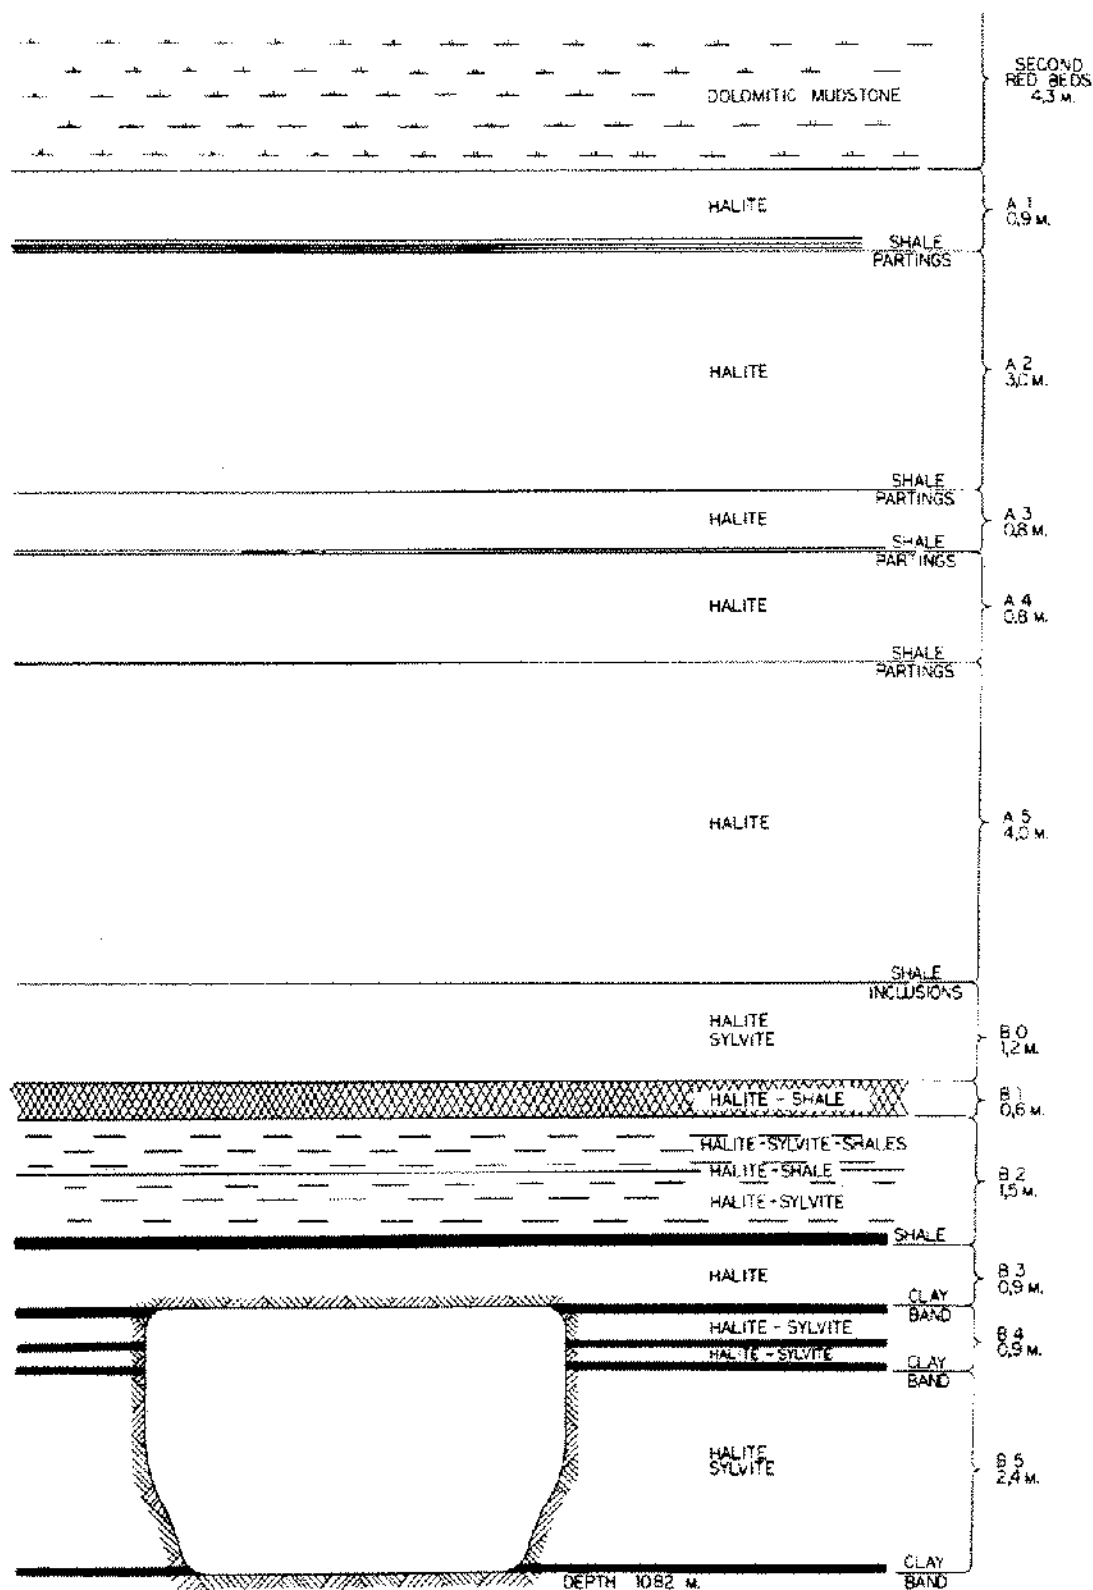 SECOND
RED BEDS
4,3 M.
DOLOMITIC MUDSTONE
HALITE
A 1
0,9 M.
SHALE
PARTINGS
HALITE
A 2
3,0 M.
SHALE
PARTINGS
HALITE
A 3
0,8 M.
SHALE
PARTINGS
HALITE
A 4
0,8 M.
SHALE
PARTINGS
HALITE
A 5
4,0 M.
SHALE
INCLUSIONS
HALITE
SYLVITE
B 0
1,2 M.
HALITE - SHALE
B 1
0,6 M.
HALITE-SYLVITE-SHALES
HALITE-SHALE
HALITE-SYLVITE
B 2
1,5 M.
SHALE
HALITE
B 3
0,9 M.
CLAY
BAND
HALITE - SYLVITE
B 4
0,9 M.
HALITE - SYLVITE
CLAY
BAND
HALITE
SYLVITE
B 5
2,4 M.
CLAY
BAND
DEPTH 1082 M.